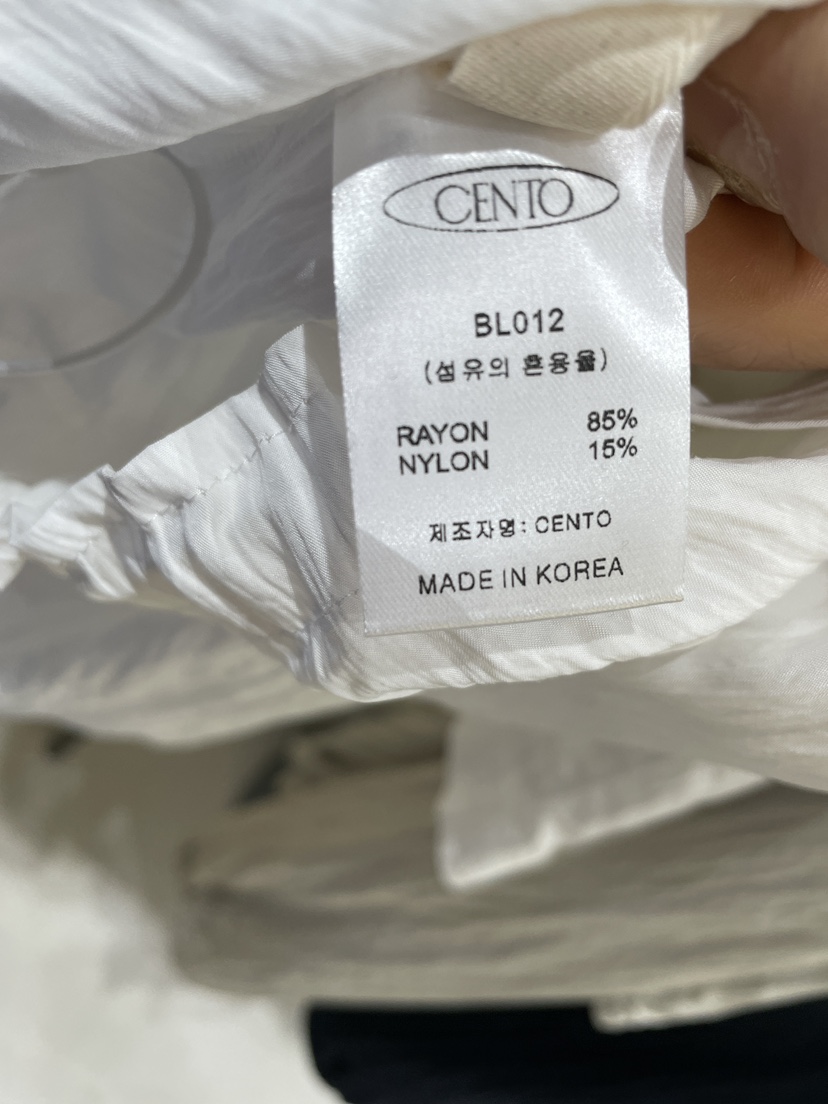 CENTO
BL012
(섬유의 혼용율)
RAYON 85%
NYLON 15%
제조자명: CENTO
MADE IN KOREA